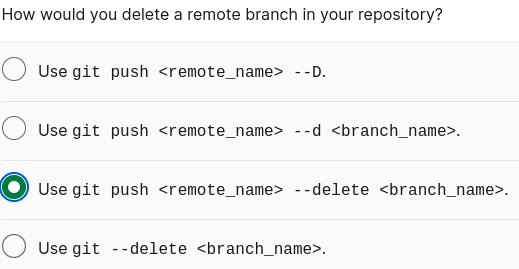 How would you delete a remote branch in your repository?
Use git push <remote_name> --D.
Use git push <remote_name> --d <branch_name>.
Use git push <remote_name> --delete <branch_name>.
Use git --delete <branch_name>.